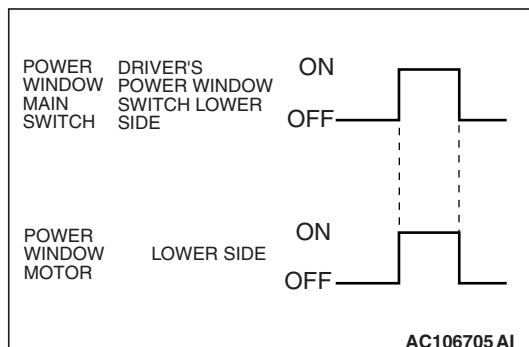 POWER WINDOW MAIN SWITCH
DRIVER'S POWER WINDOW SWITCH LOWER SIDE
ON
OFF
POWER WINDOW MOTOR
LOWER SIDE
ON
OFF
AC106705 AI